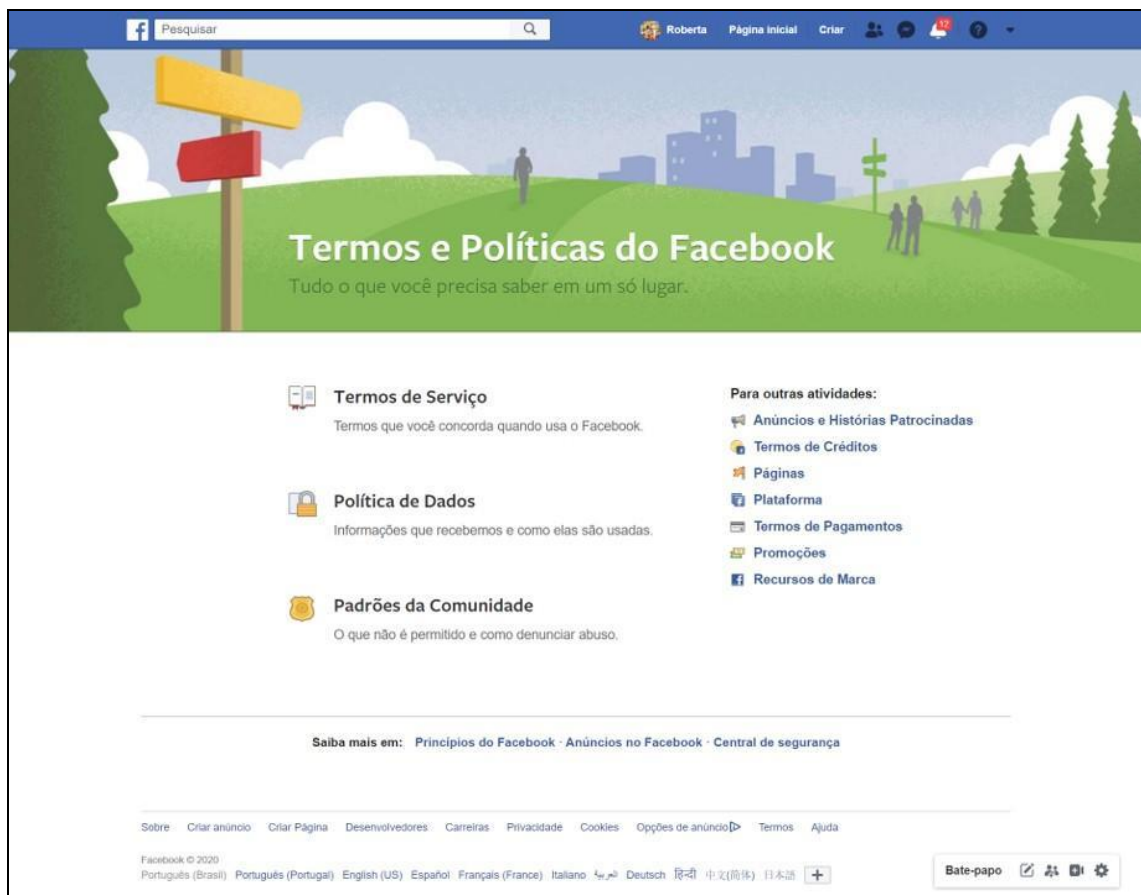 f Pesquisar Roberta Página inicial Criar 12 ?
Termos e Políticas do Facebook
Tudo o que você precisa saber em um só lugar.
Termos de Serviço
Termos que você concorda quando usa o Facebook.
Política de Dados
Informações que recebemos e como elas são usadas.
Padrões da Comunidade
O que não é permitido e como denunciar abuso.
Para outras atividades:
Anúncios e Histórias Patrocinadas
Termos de Créditos
Páginas
Plataforma
Termos de Pagamentos
Promoções
Recursos de Marca
Saiba mais em: Princípios do Facebook · Anúncios no Facebook · Central de segurança
Sobre Criar anúncio Criar Página Desenvolvedores Carreiras Privacidade Cookies Opções de anúncio Termos Ajuda
Facebook © 2020
Português (Brasil) Português (Portugal) English (US) Español Français (France) Italiano العربية Deutsch हिन्दी 中文(简体) 日本語 +
Bate-papo